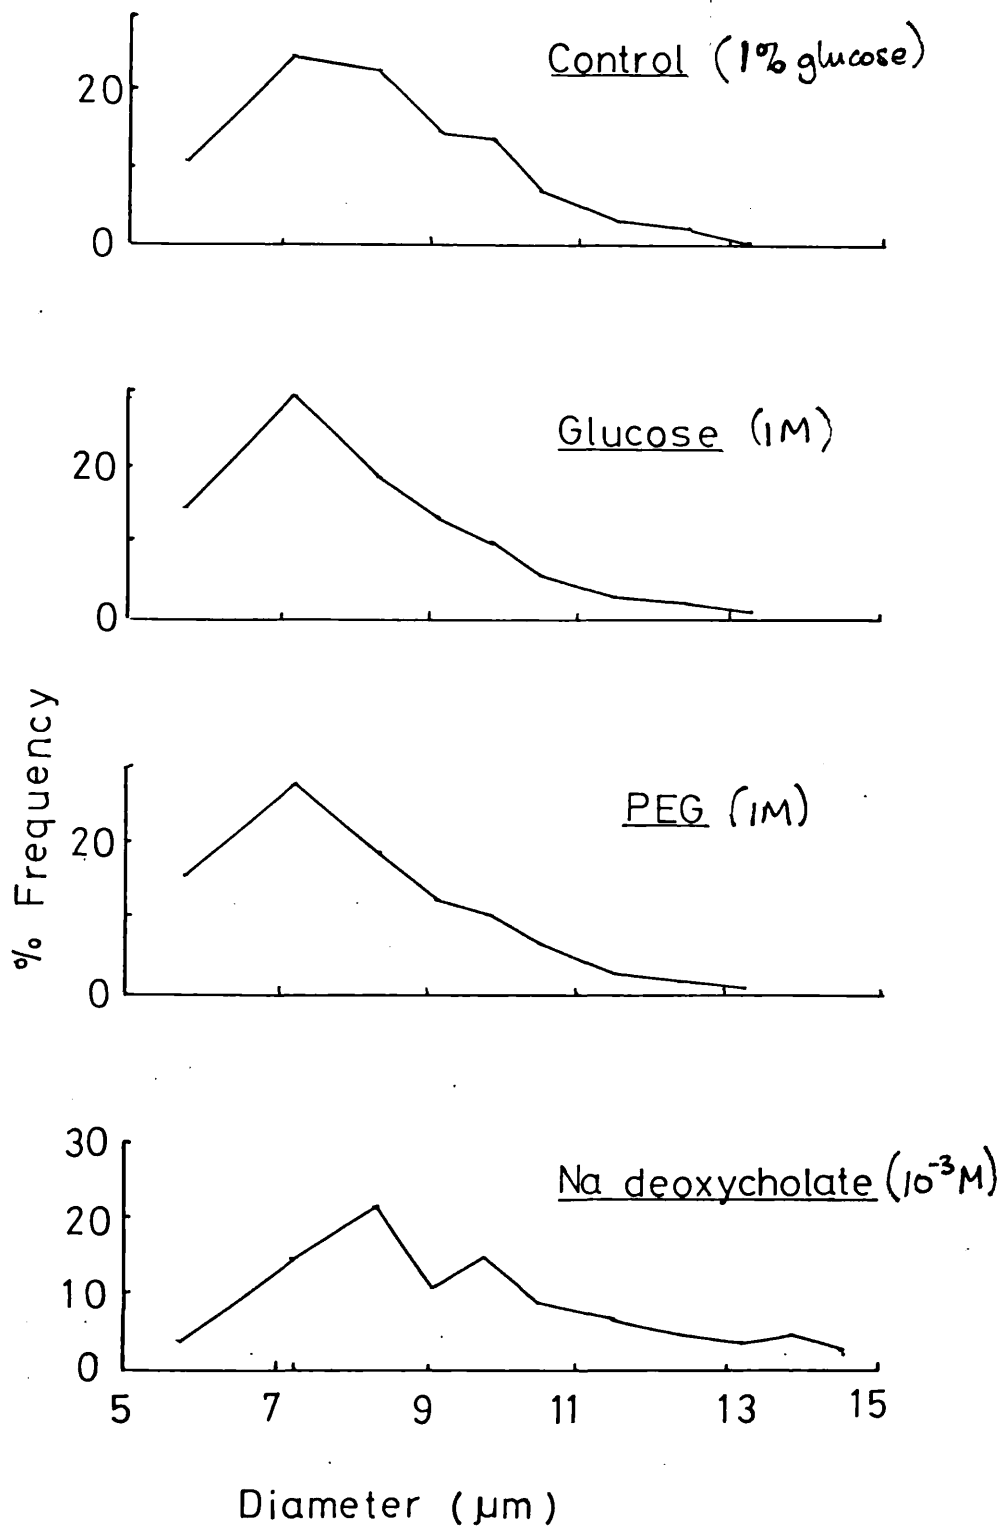 Control (1% glucose)
20
0
Glucose (1M)
20
0
% Frequency
PEG (1M)
20
0
Na deoxycholate (10⁻³M)
30
20
10
0
5 7 9 11 13 15
Diameter (μm)